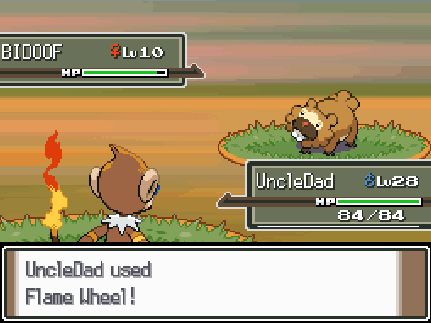 BIDOOF ♀Lv10
HP
UncleDad ♂Lv28
HP
84/84
UncleDad used
Flame Wheel!